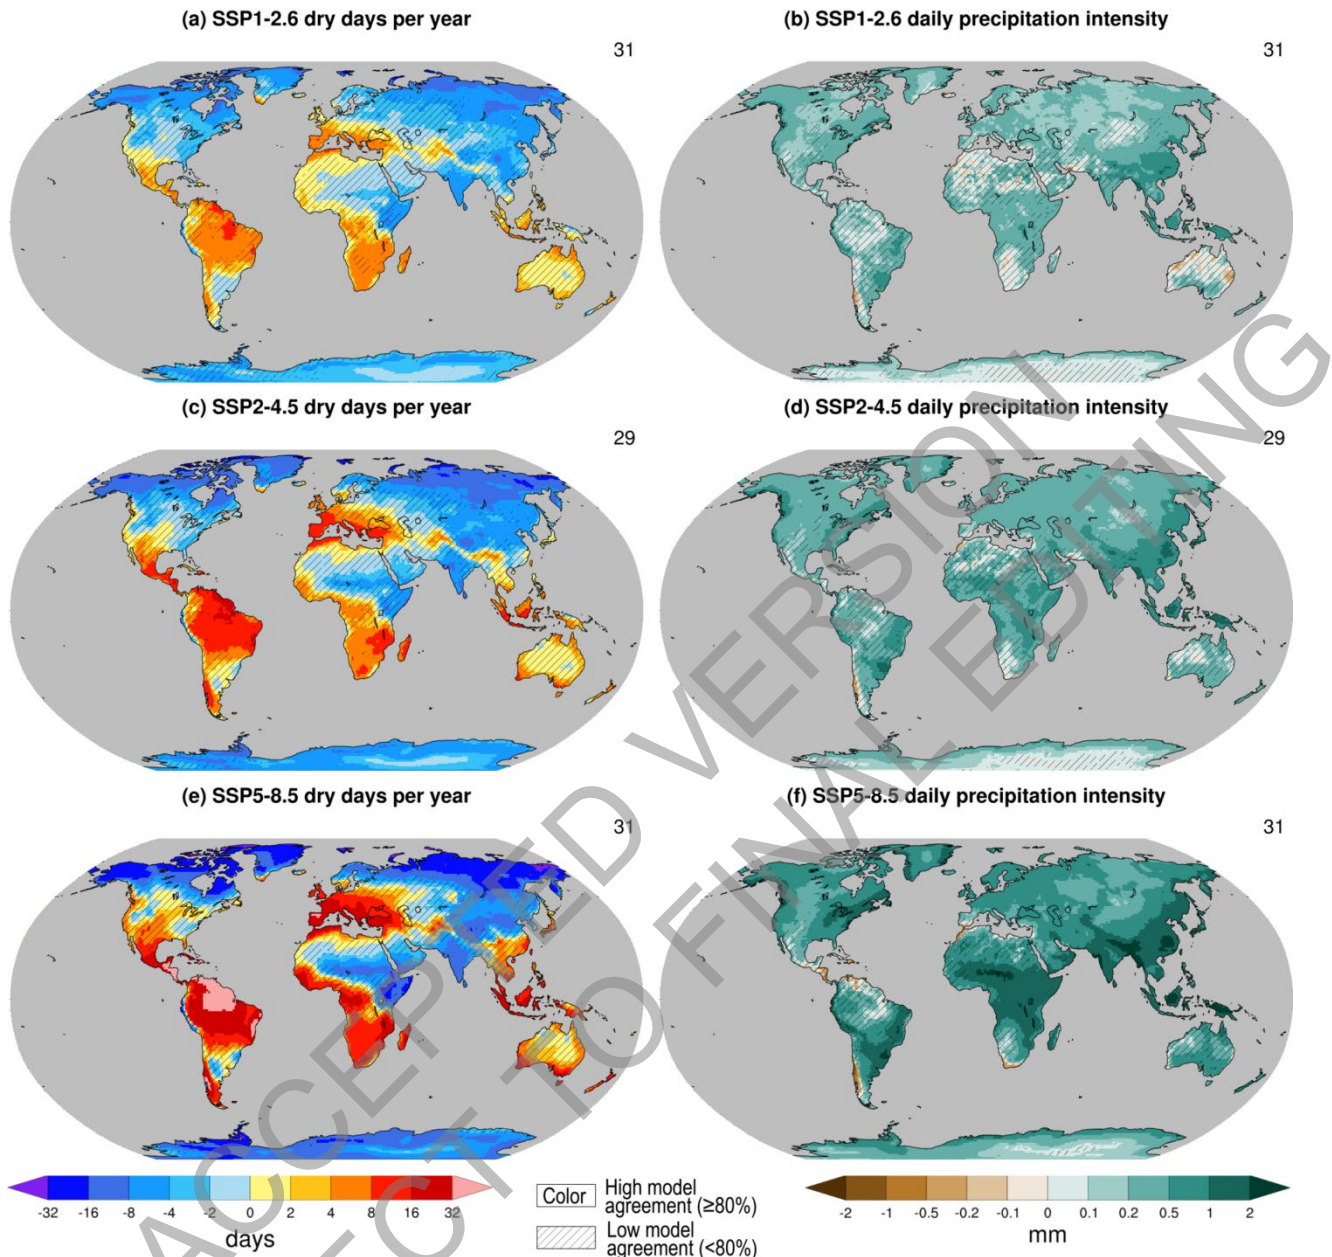 (a) SSP1-2.6 dry days per year
(b) SSP1-2.6 daily precipitation intensity
31
31
(c) SSP2-4.5 dry days per year
(d) SSP2-4.5 daily precipitation intensity
29
29
(e) SSP5-8.5 dry days per year
(f) SSP5-8.5 daily precipitation intensity
31
31
-32 -16 -8 -4 -2 0 2 4 8 16 32
days
Color High model
agreement (≥80%)
Low model
agreement (<80%)
-2 -1 -0.5 -0.2 -0.1 0 0.1 0.2 0.5 1 2
mm
ACCEPTED VERSION
SUBJECT TO FINAL EDITING